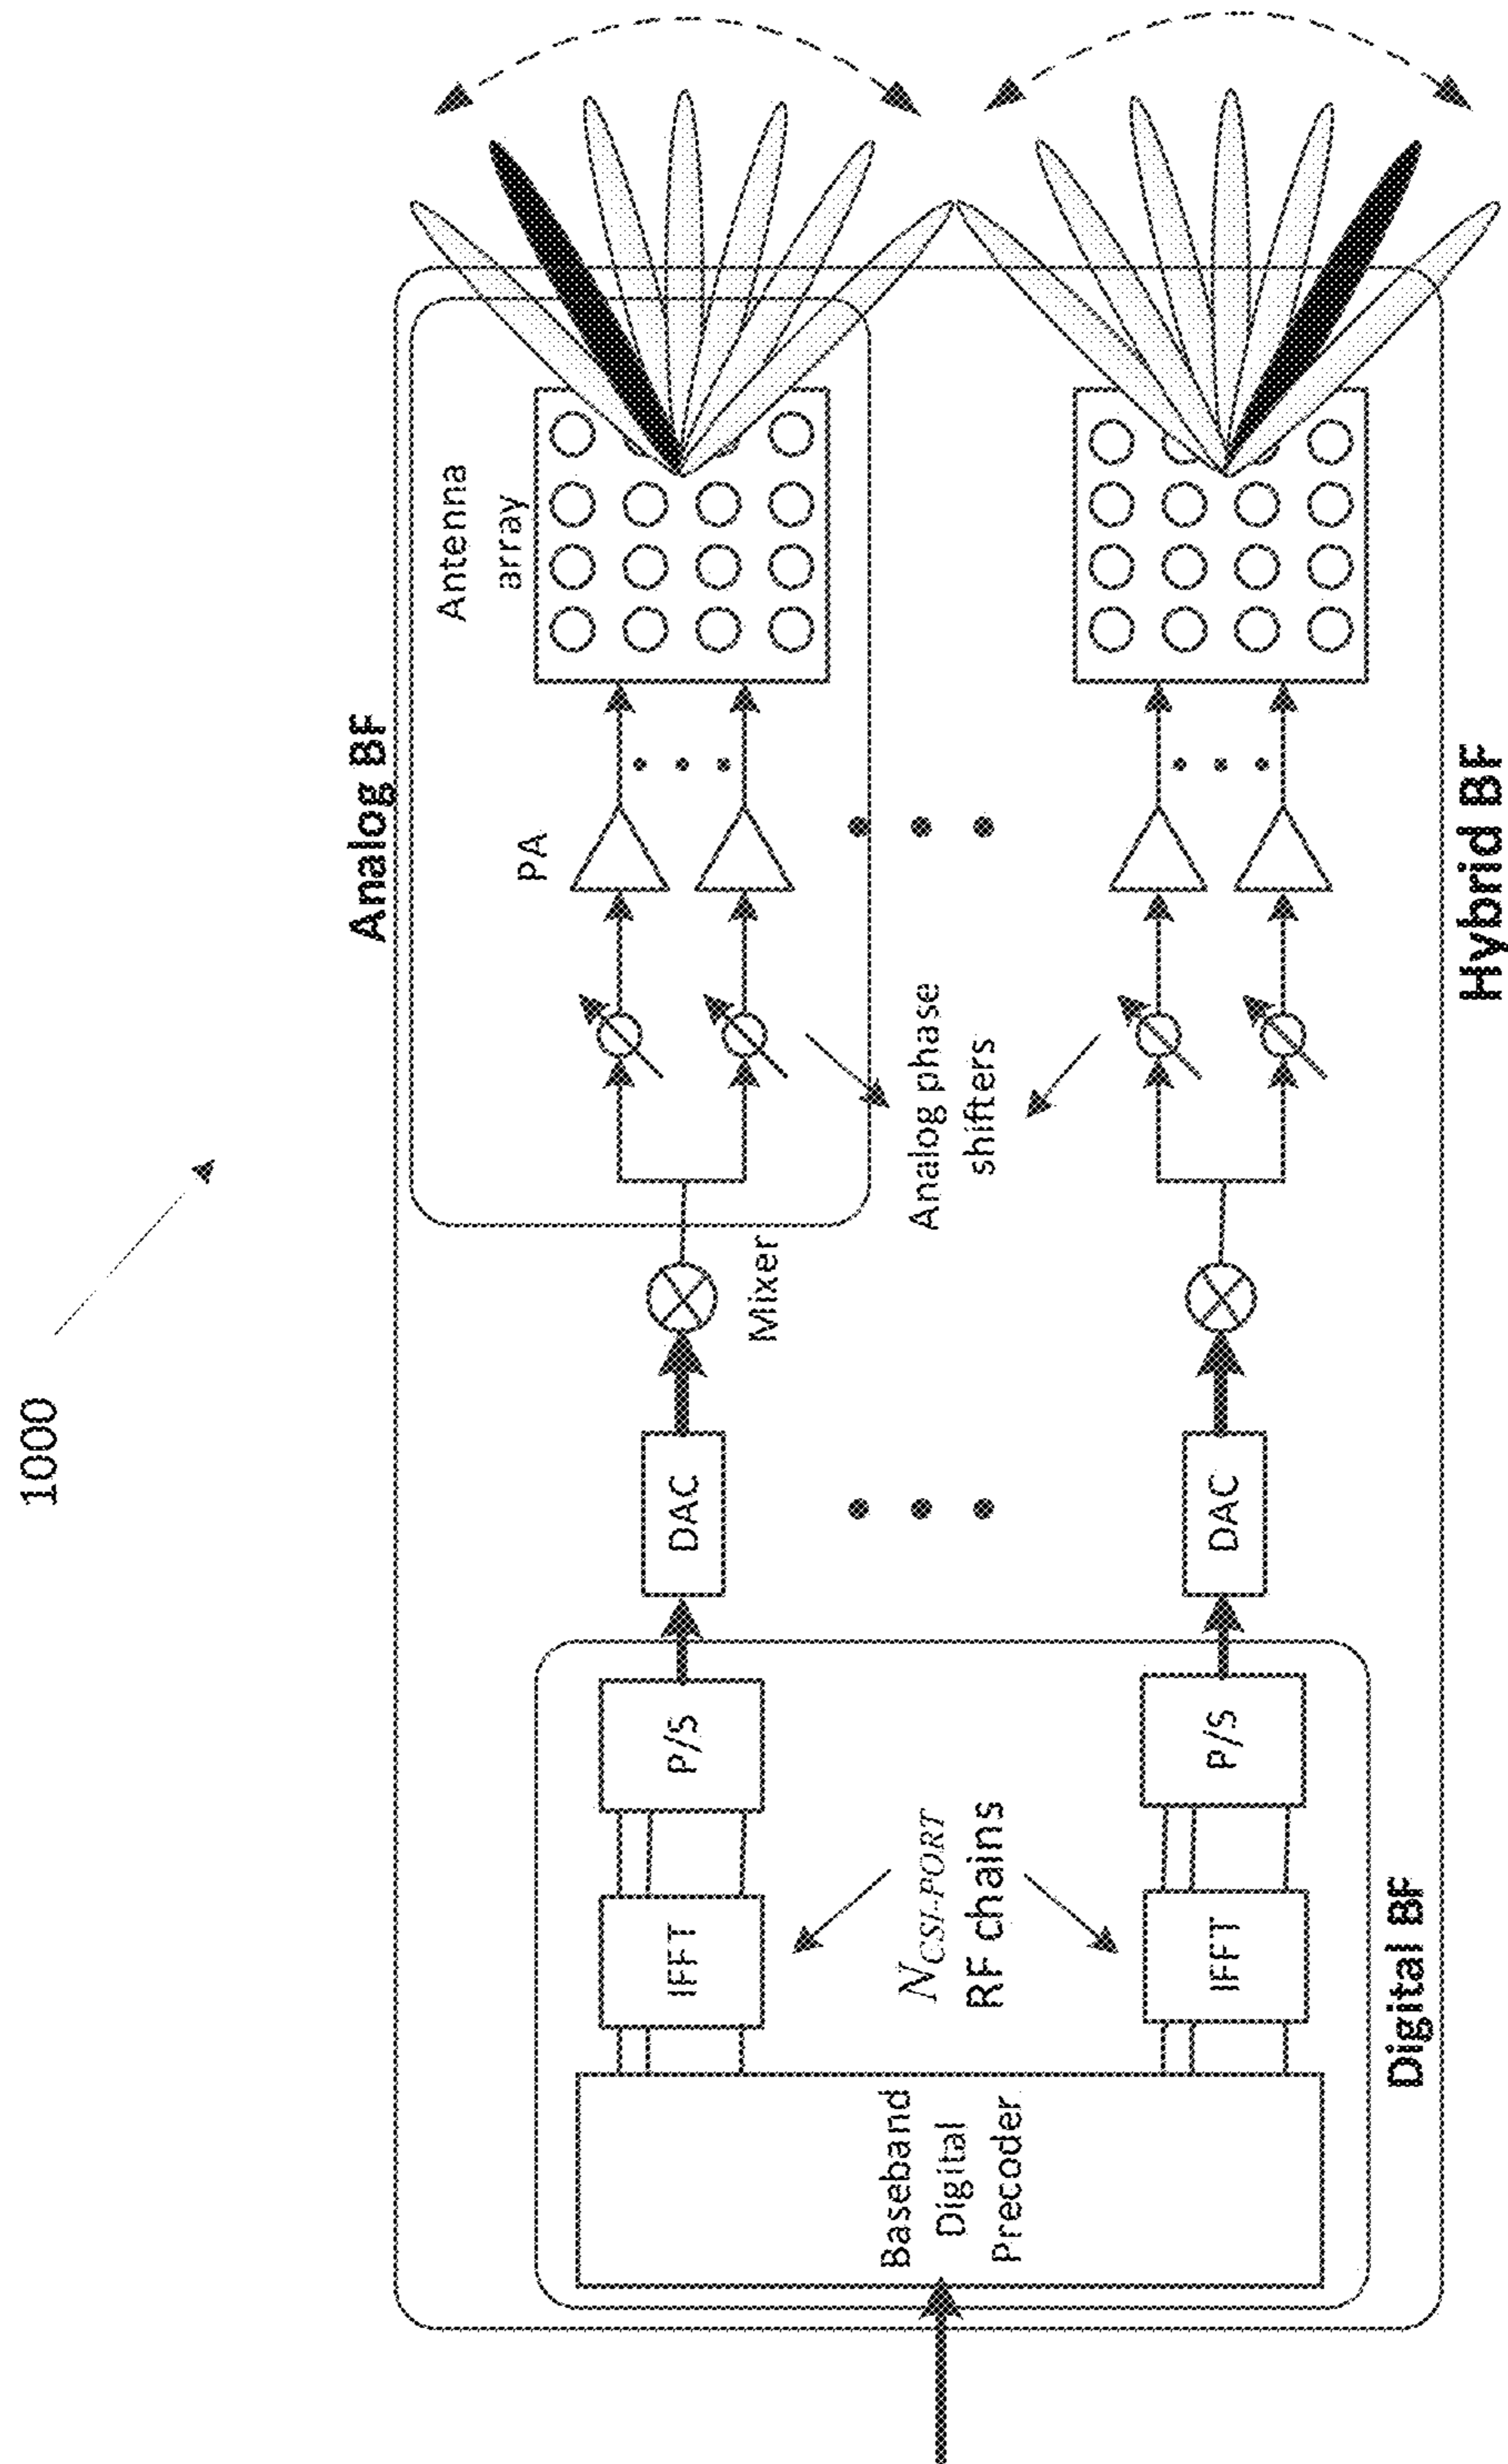 1000
Analog BF
Antenna
array
PA
Analog phase
shifters
Mixer
DAC
DAC
P/S
P/S
N_CSI-PORT
RF chains
IFFT
IFFT
Baseband
Digital
Precoder
Digital BF
Hybrid BF